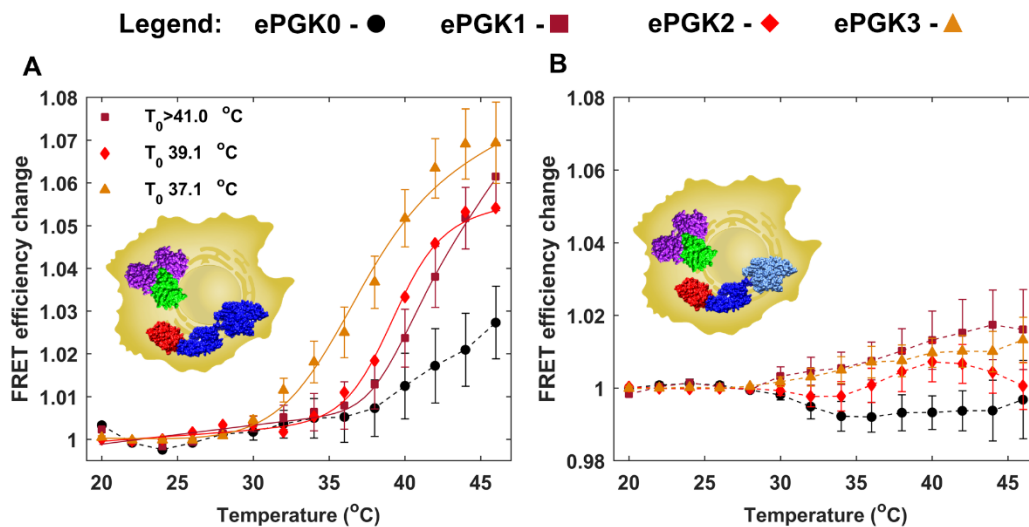 Legend: ePGK0 - ePGK1 - ePGK2 - ePGK3 -
A
B
FRET efficiency change
1.08
1.07
1.06
1.05
1.04
1.03
1.02
1.01
1
T0>41.0 °C
T0 39.1 °C
T0 37.1 °C
20 25 30 35 40 45
Temperature (°C)
FRET efficiency change
1.08
1.06
1.04
1.02
1
0.98
20 25 30 35 40 45
Temperature (°C)